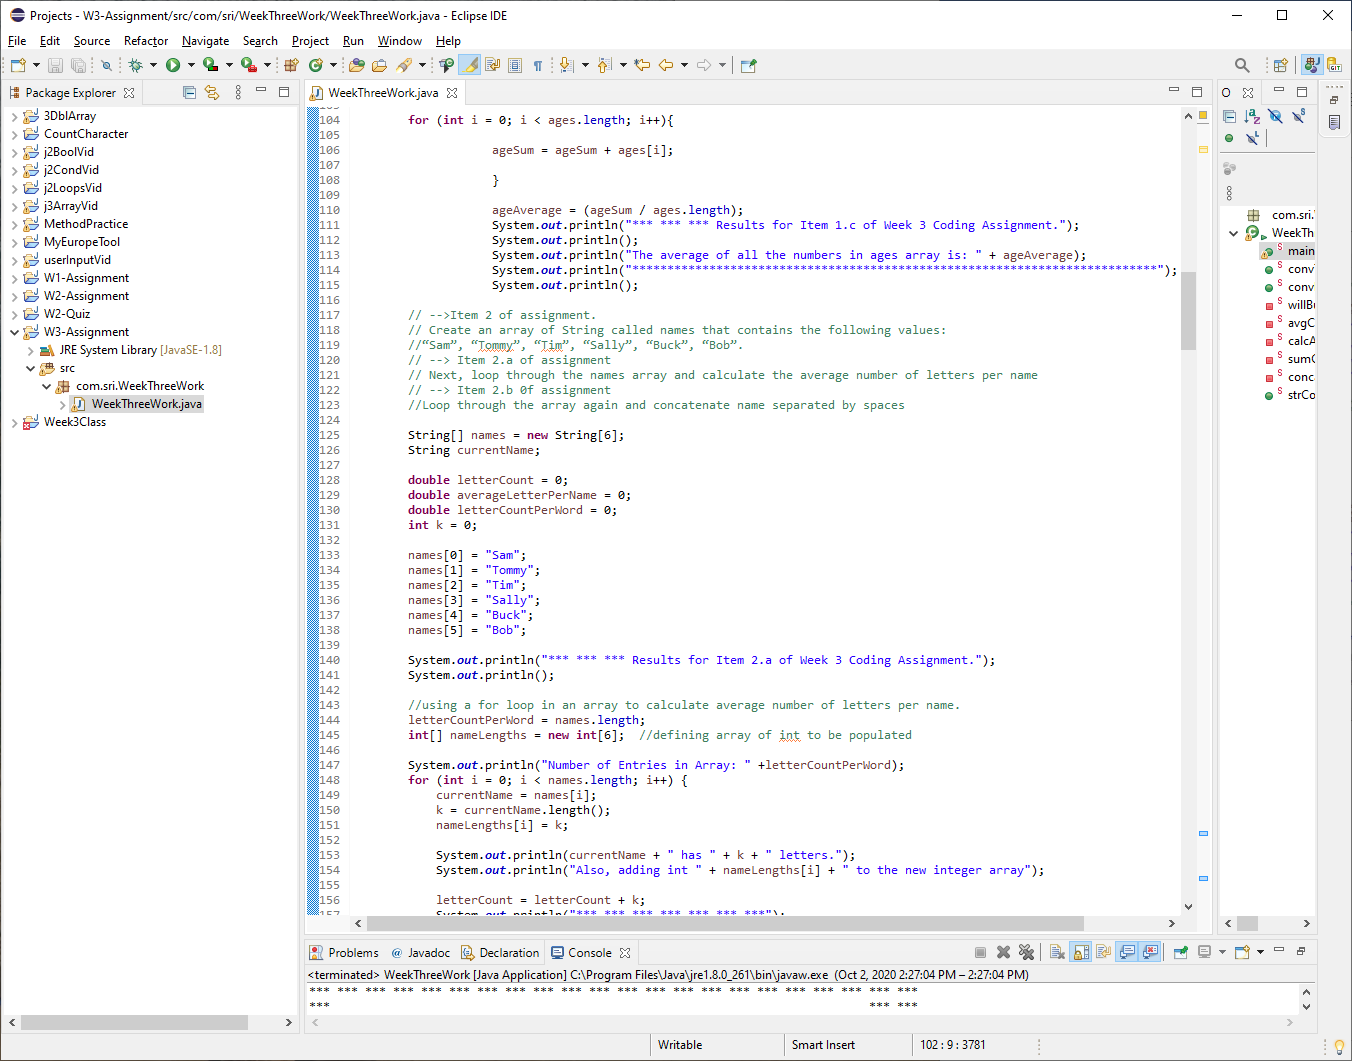 Projects - W3-Assignment/src/com/sri/WeekThreeWork/WeekThreeWork.java - Eclipse IDE
File Edit Source Refactor Navigate Search Project Run Window Help
Package Explorer
3DblArray
CountCharacter
j2BoolVid
j2CondVid
j2LoopsVid
j3ArrayVid
MethodPractice
MyEuropeTool
userInputVid
W1-Assignment
W2-Assignment
W2-Quiz
W3-Assignment
JRE System Library [JavaSE-1.8]
src
com.sri.WeekThreeWork
WeekThreeWork.java
Week3Class
WeekThreeWork.java
104 for (int i = 0; i < ages.length; i++){
105
106 ageSum = ageSum + ages[i];
107
108 }
109
110 ageAverage = (ageSum / ages.length);
111 System.out.println("*** *** *** Results for Item 1.c of Week 3 Coding Assignment.");
112 System.out.println();
113 System.out.println("The average of all the numbers in ages array is: " + ageAverage);
114 System.out.println("***************************************************************************");
115 System.out.println();
116
117 // -->Item 2 of assignment.
118 // Create an array of String called names that contains the following values:
119 //“Sam”, “Tommy”, “Tim”, “Sally”, “Buck”, “Bob”.
120 // --> Item 2.a of assignment
121 // Next, loop through the names array and calculate the average number of letters per name
122 // --> Item 2.b 0f assignment
123 //Loop through the array again and concatenate name separated by spaces
124
125 String[] names = new String[6];
126 String currentName;
127
128 double letterCount = 0;
129 double averageLetterPerName = 0;
130 double letterCountPerWord = 0;
131 int k = 0;
132
133 names[0] = "Sam";
134 names[1] = "Tommy";
135 names[2] = "Tim";
136 names[3] = "Sally";
137 names[4] = "Buck";
138 names[5] = "Bob";
139
140 System.out.println("*** *** *** Results for Item 2.a of Week 3 Coding Assignment.");
141 System.out.println();
142
143 //using a for loop in an array to calculate average number of letters per name.
144 letterCountPerWord = names.length;
145 int[] nameLengths = new int[6]; //defining array of int to be populated
146
147 System.out.println("Number of Entries in Array: " +letterCountPerWord);
148 for (int i = 0; i < names.length; i++) {
149 currentName = names[i];
150 k = currentName.length();
151 nameLengths[i] = k;
152
153 System.out.println(currentName + " has " + k + " letters.");
154 System.out.println("Also, adding int " + nameLengths[i] + " to the new integer array");
155
156 letterCount = letterCount + k;
157 System.out.println("*** *** *** *** *** *** ***");
O
com.sri.
WeekTh
main
conv
conv
willBu
avgC
calcA
sumC
conca
strCo
Problems @ Javadoc Declaration Console
<terminated> WeekThreeWork [Java Application] C:\Program Files\Java\jre1.8.0_261\bin\javaw.exe (Oct 2, 2020 2:27:04 PM – 2:27:04 PM)
*** *** *** *** *** *** *** *** *** *** *** *** *** *** *** *** *** *** *** *** *** ***
*** *** ***
Writable Smart Insert 102 : 9 : 3781